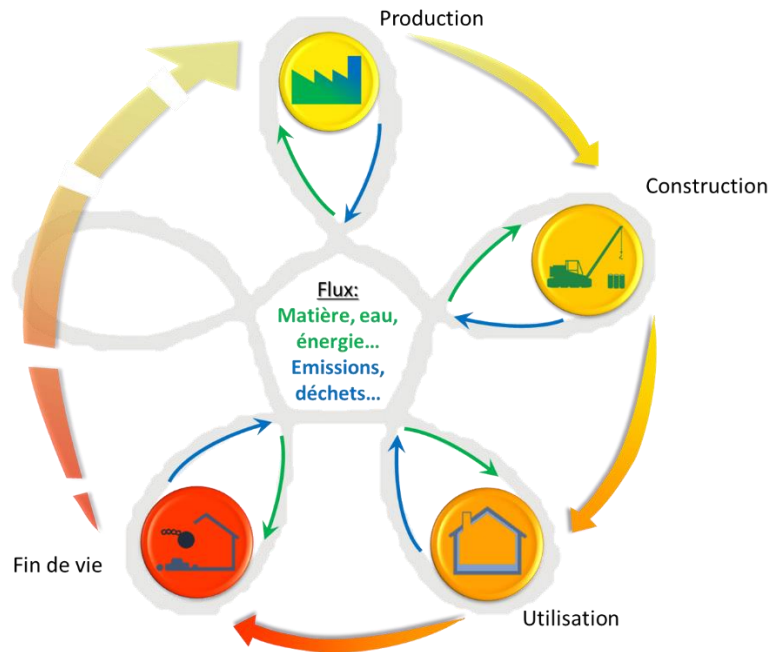 Production
Construction
Flux:
Matière, eau,
énergie...
Emissions,
déchets...
Fin de vie
Utilisation